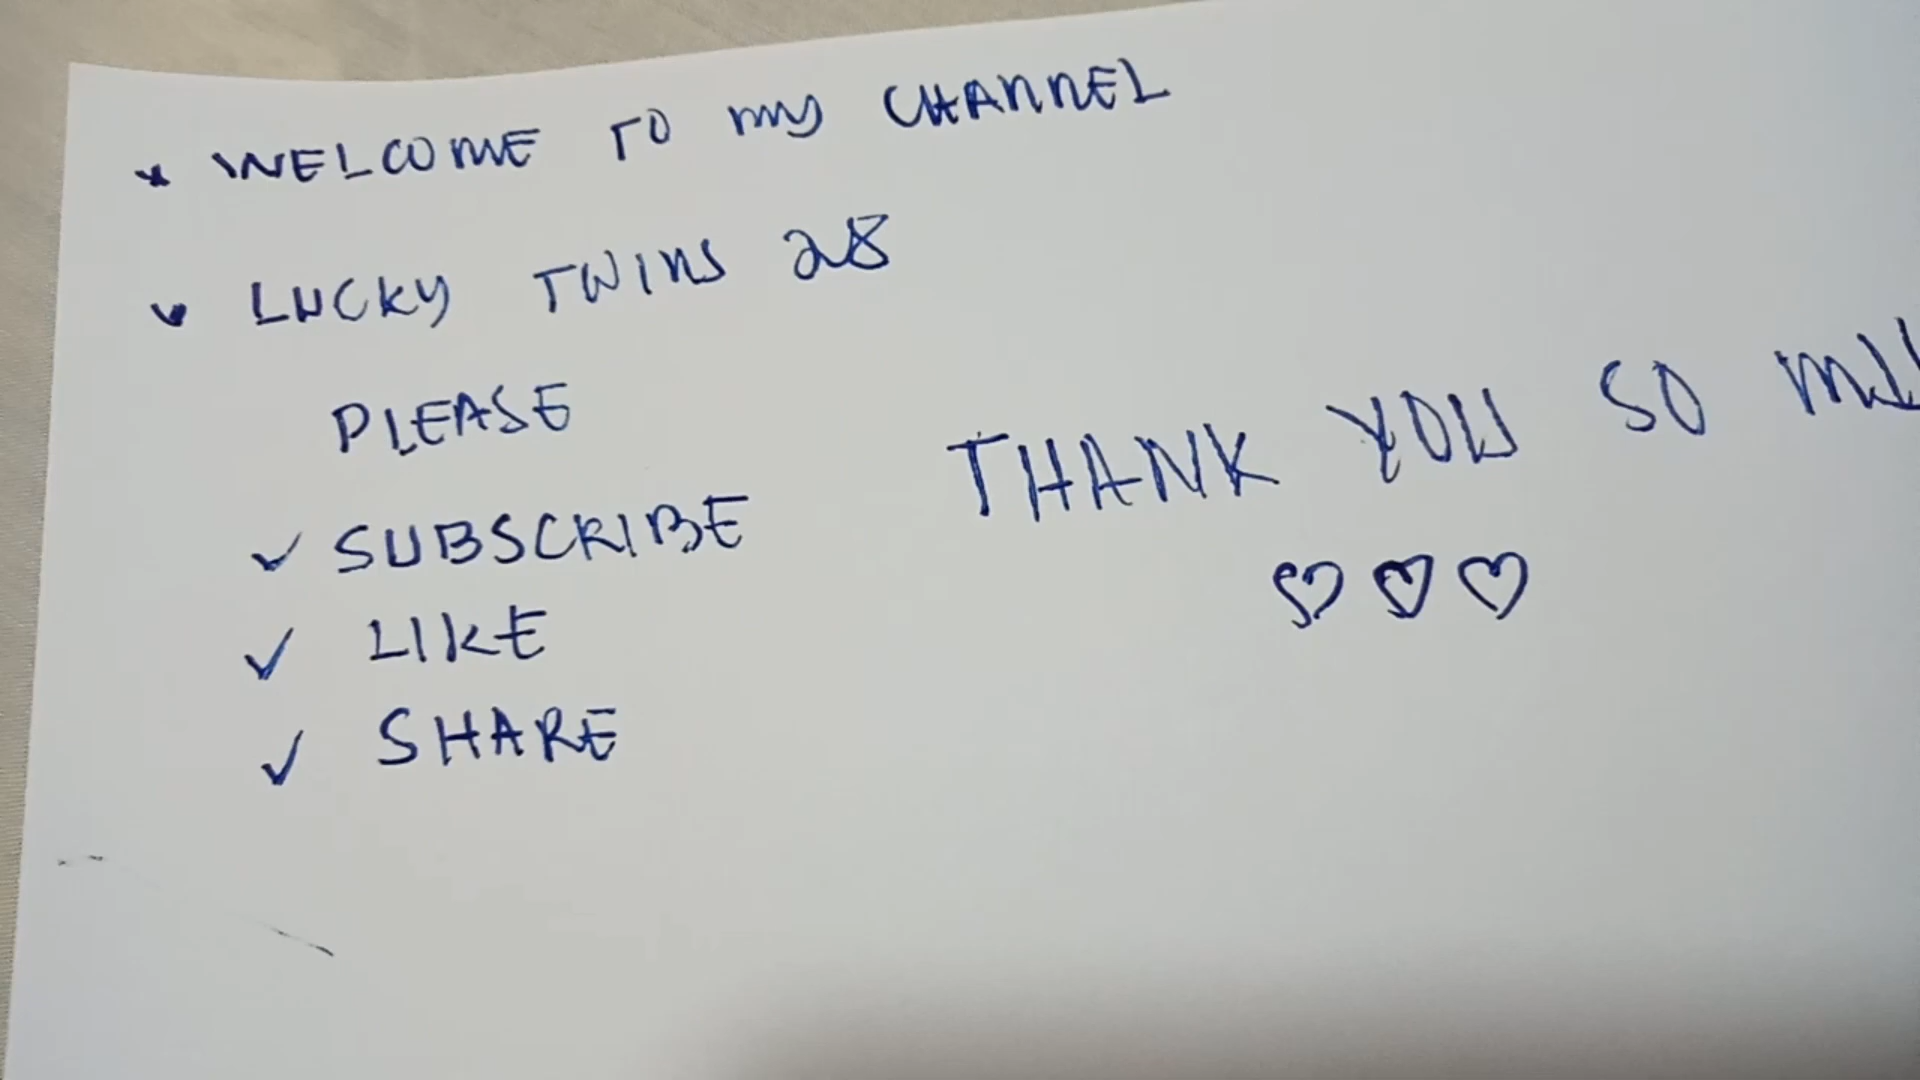 * WELCOME TO MY CHANNEL
LUCKY TWINS 28
PLEASE
✓ SUBSCRIBE
✓ LIKE
✓ SHARE
THANK YOU SO
♡♡♡